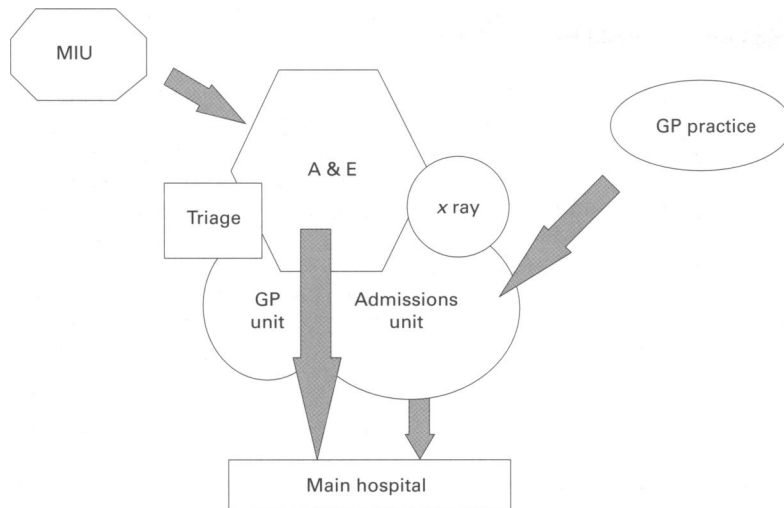 MIU
GP practice
A & E
x ray
Triage
GP
unit
Admissions
unit
Main hospital